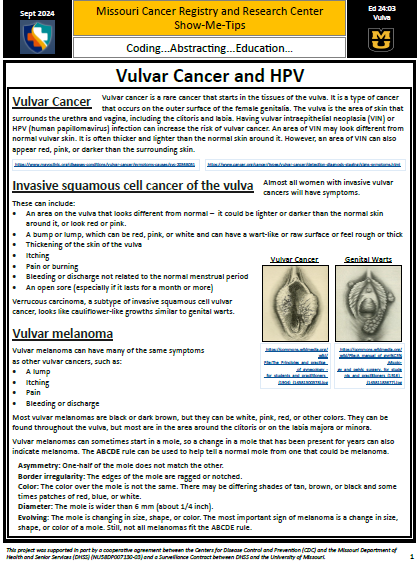 Sept 2024
Missouri Cancer Registry and Research Center
Show-Me-Tips
Ed 24:03
Vulva
MU
Coding...Abstracting...Education...
Vulvar Cancer and HPV
Vulvar Cancer Vulvar cancer is a rare cancer that starts in the tissues of the vulva. It is a type of cancer
that occurs on the outer surface of the female genitalia. The vulva is the area of skin that
surrounds the urethra and vagina, including the clitoris and labia. Having vulvar intraepithelial neoplasia (VIN) or
HPV (human papillomavirus) infection can increase the risk of vulvar cancer. An area of VIN may look different from
normal vulvar skin. It is often thicker and lighter than the normal skin around it. However, an area of VIN can also
appear red, pink, or darker than the surrounding skin.
Invasive squamous cell cancer of the vulva Almost all women with invasive vulvar
cancers will have symptoms.
These can include:
• An area on the vulva that looks different from normal – it could be lighter or darker than the normal skin
around it, or look red or pink.
• A bump or lump, which can be red, pink, or white and can have a wart-like or raw surface or feel rough or thick
• Thickening of the skin of the vulva
• Itching
• Pain or burning
• Bleeding or discharge not related to the normal menstrual period
• An open sore (especially if it lasts for a month or more)
Verrucous carcinoma, a subtype of invasive squamous cell vulvar
cancer, looks like cauliflower-like growths similar to genital warts.
Vulvar Cancer
Genital Warts
Vulvar melanoma
Vulvar melanoma can have many of the same symptoms
as other vulvar cancers, such as:
• A lump
• Itching
• Pain
• Bleeding or discharge
Most vulvar melanomas are black or dark brown, but they can be white, pink, red, or other colors. They can be
found throughout the vulva, but most are in the area around the clitoris or on the labia majora or minora.
Vulvar melanomas can sometimes start in a mole, so a change in a mole that has been present for years can also
indicate melanoma. The ABCDE rule can be used to help tell a normal mole from one that could be melanoma.
Asymmetry: One-half of the mole does not match the other.
Border irregularity: The edges of the mole are ragged or notched.
Color: The color over the mole is not the same. There may be differing shades of tan, brown, or black and some
times patches of red, blue, or white.
Diameter: The mole is wider than 6 mm (about 1/4 inch).
Evolving: The mole is changing in size, shape, or color. The most important sign of melanoma is a change in size,
shape, or color of a mole. Still, not all melanomas fit the ABCDE rule.
This project was supported in part by a cooperative agreement between the Centers for Disease Control and Prevention (CDC) and the Missouri Department of
Health and Senior Services (DHSS) (NU58DP007130-03) and a Surveillance Contract between DHSS and the University of Missouri.
1